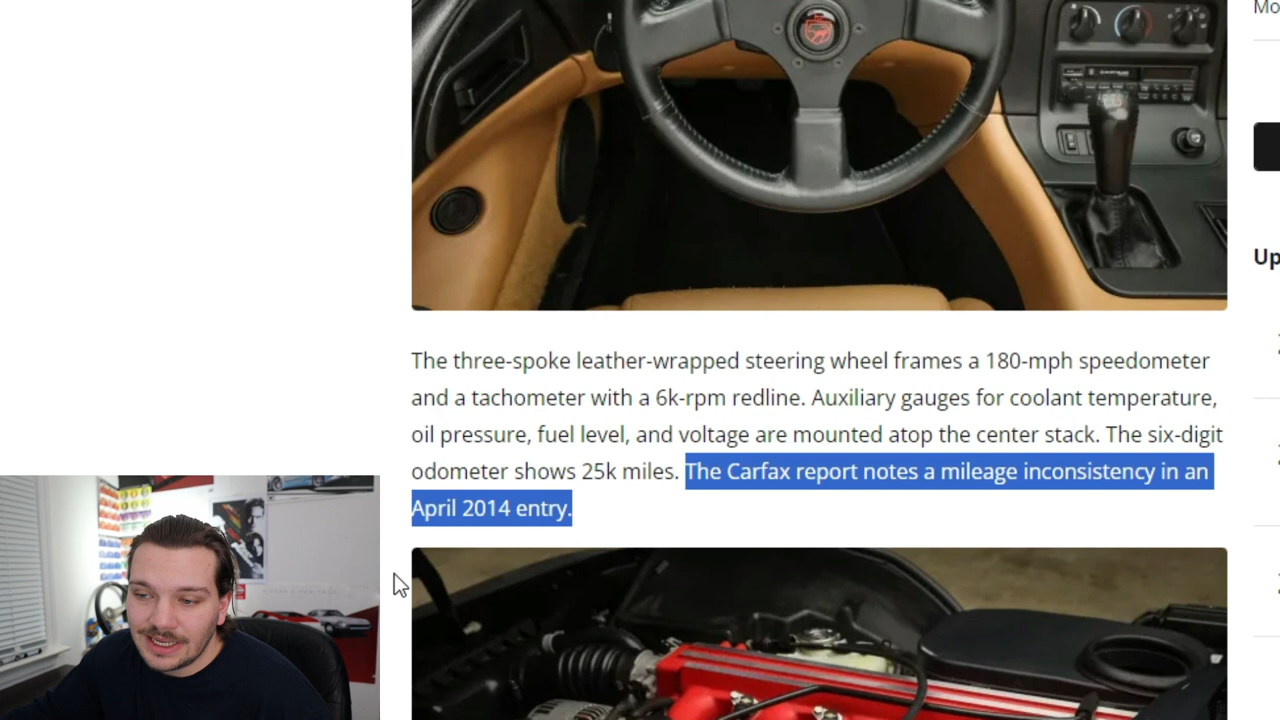 Mo
The three-spoke leather-wrapped steering wheel frames a 180-mph speedometer
and a tachometer with a 6k-rpm redline. Auxiliary gauges for coolant temperature,
oil pressure, fuel level, and voltage are mounted atop the center stack. The six-digit
odometer shows 25k miles. The Carfax report notes a mileage inconsistency in an
April 2014 entry.
Up